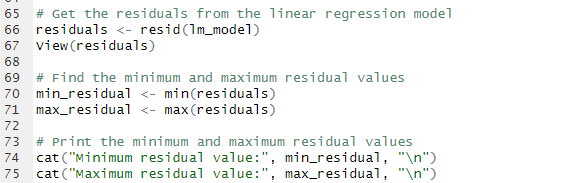 65 # Get the residuals from the linear regression model
66 residuals <- resid(lm_model)
67 View(residuals)
68
69 # Find the minimum and maximum residual values
70 min_residual <- min(residuals)
71 max_residual <- max(residuals)
72
73 # Print the minimum and maximum residual values
74 cat("Minimum residual value:", min_residual, "\n")
75 cat("Maximum residual value:", max_residual, "\n")